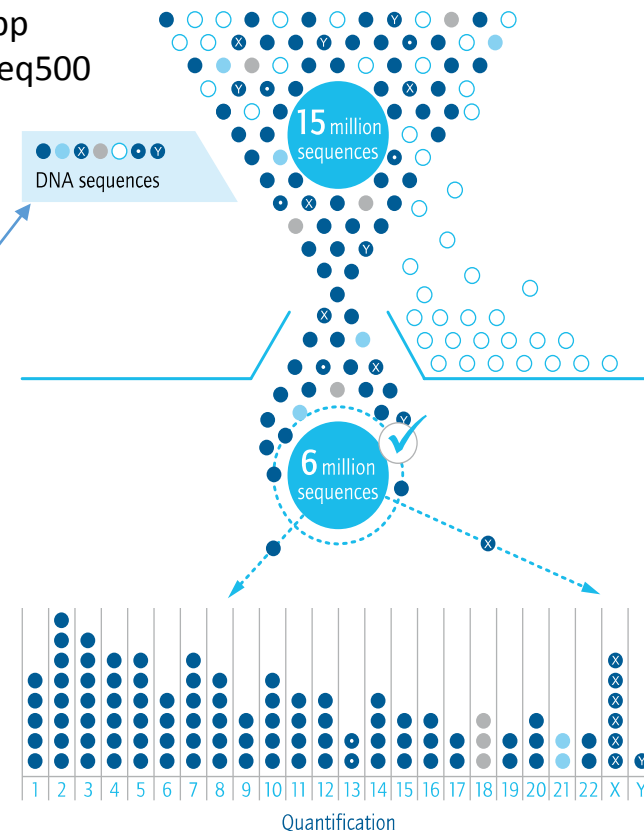 op
eq500
15 million
sequences
X
DNA sequences
6 million
sequences
1 2 3 4 5 6 7 8 9 10 11 12 13 14 15 16 17 18 19 20 21 22 X Y
Quantification